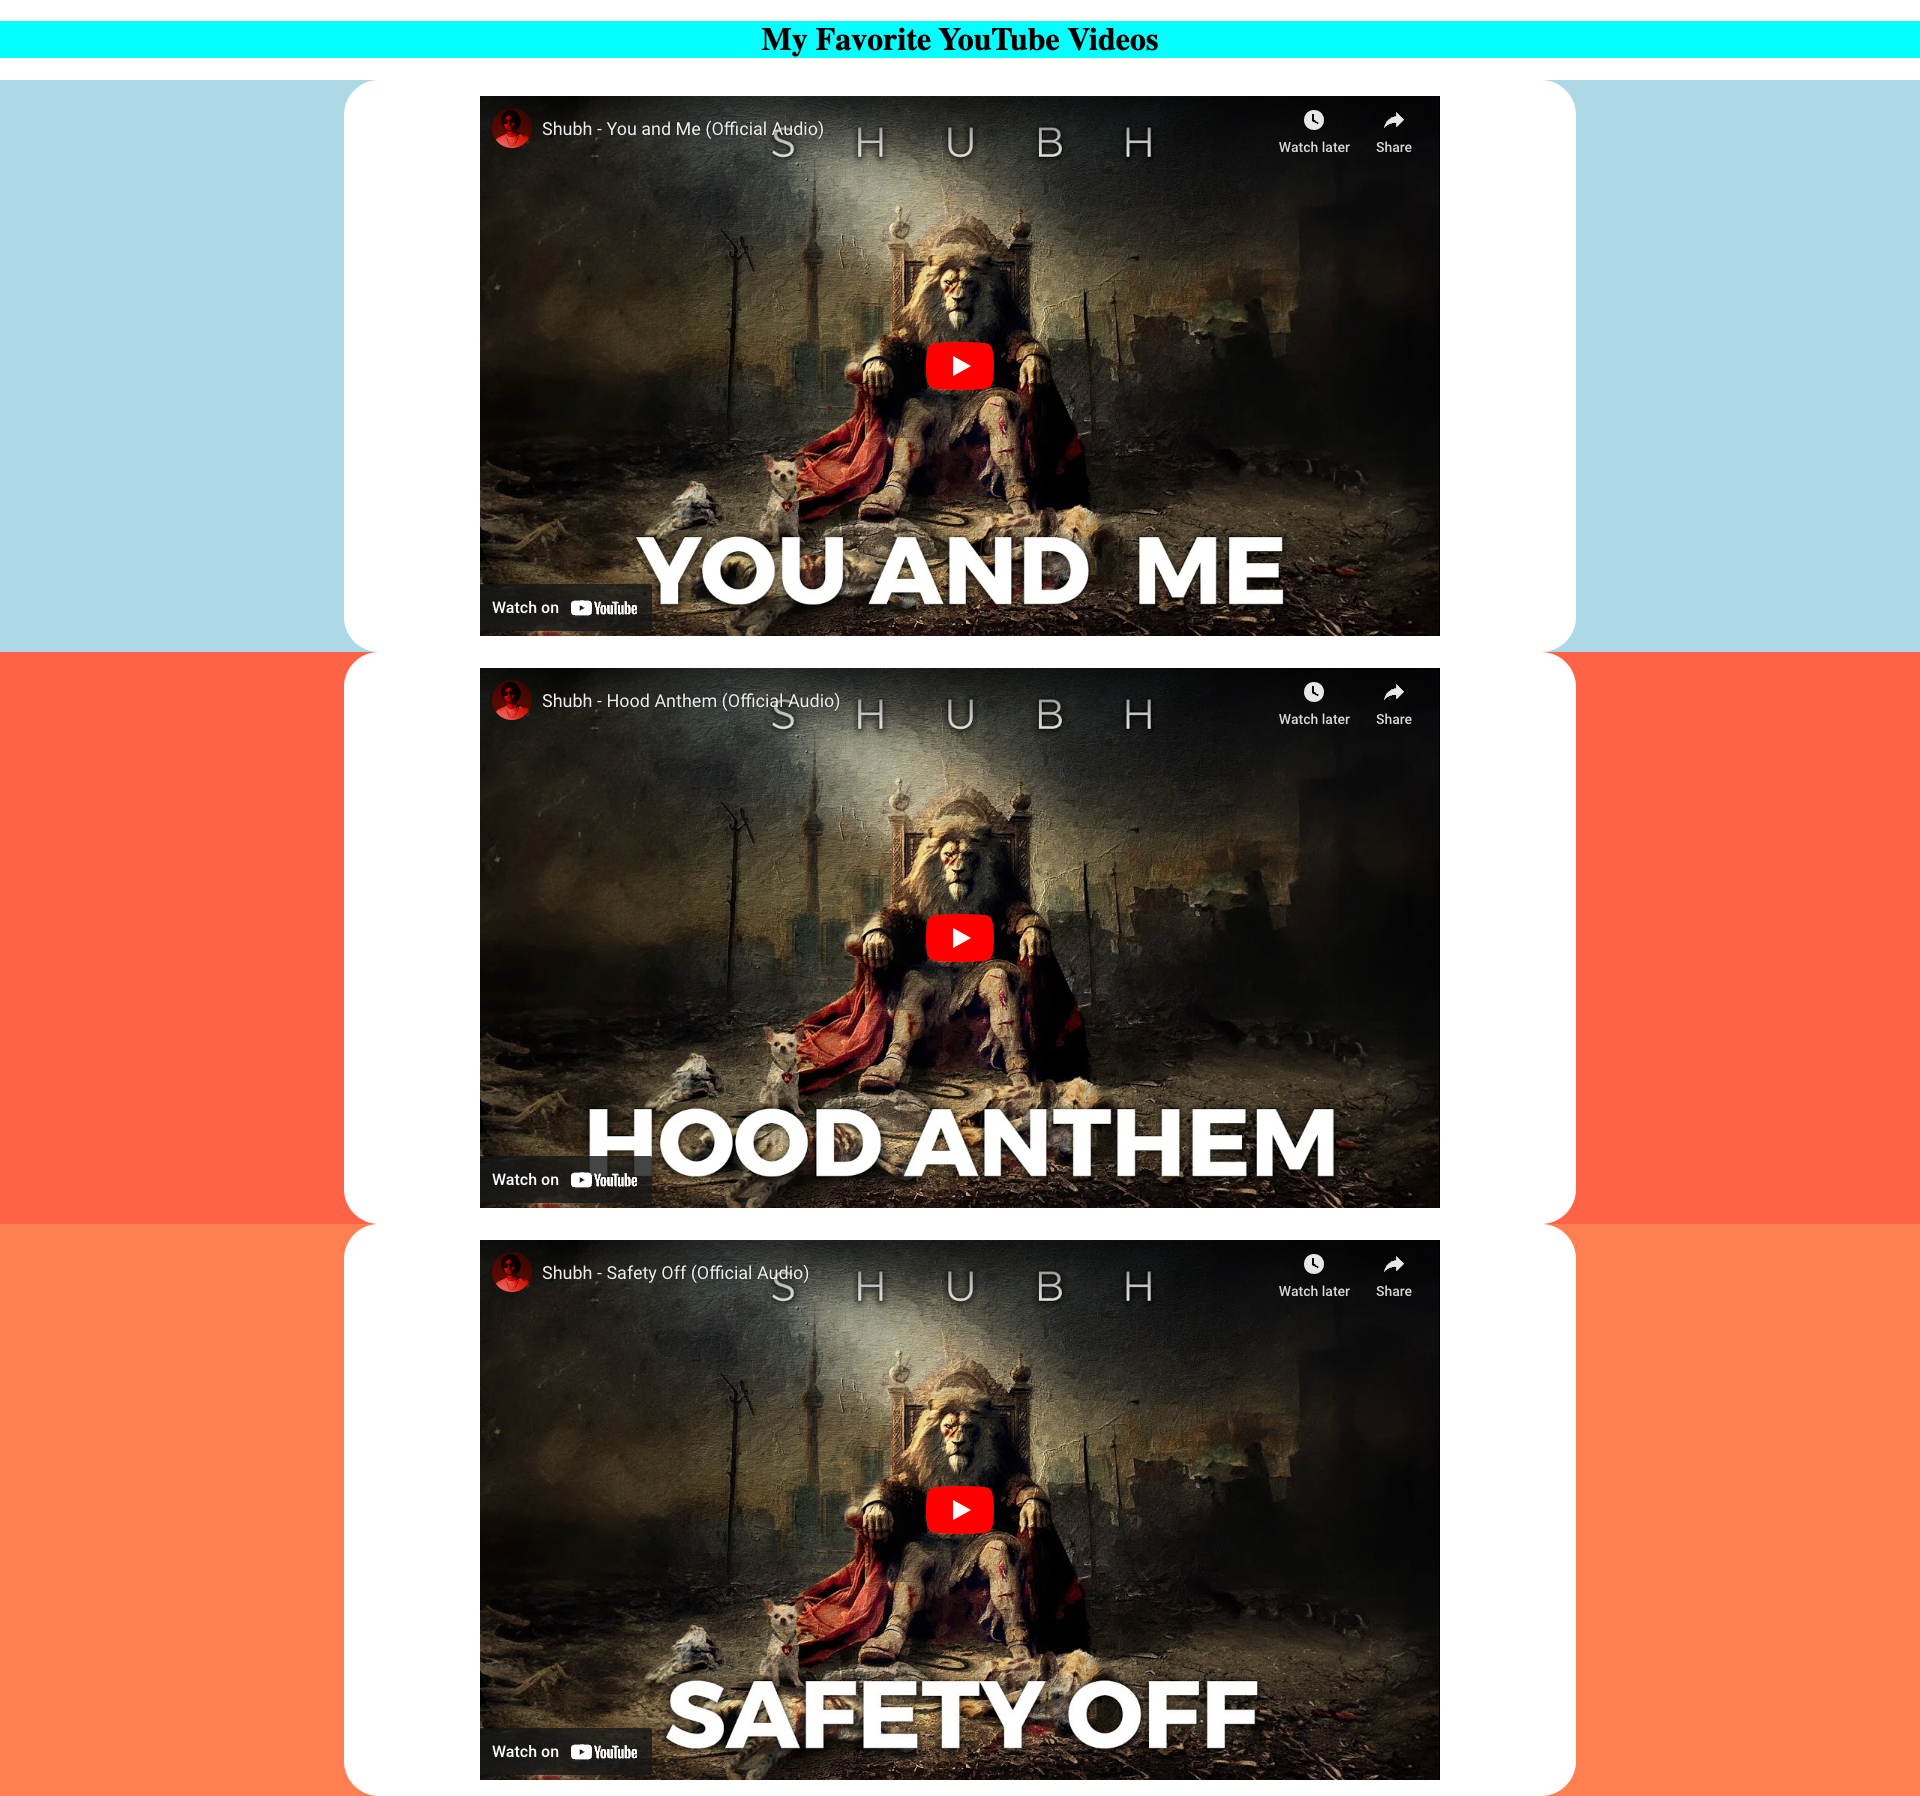 My Favorite YouTube Videos
Shubh - You and Me (Official Audio)
S H U B H
Watch later
Share
YOU AND ME
Watch on YouTube
Shubh - Hood Anthem (Official Audio)
S H U B H
Watch later
Share
HOOD ANTHEM
Watch on YouTube
Shubh - Safety Off (Official Audio)
S H U B H
Watch later
Share
SAFETY OFF
Watch on YouTube